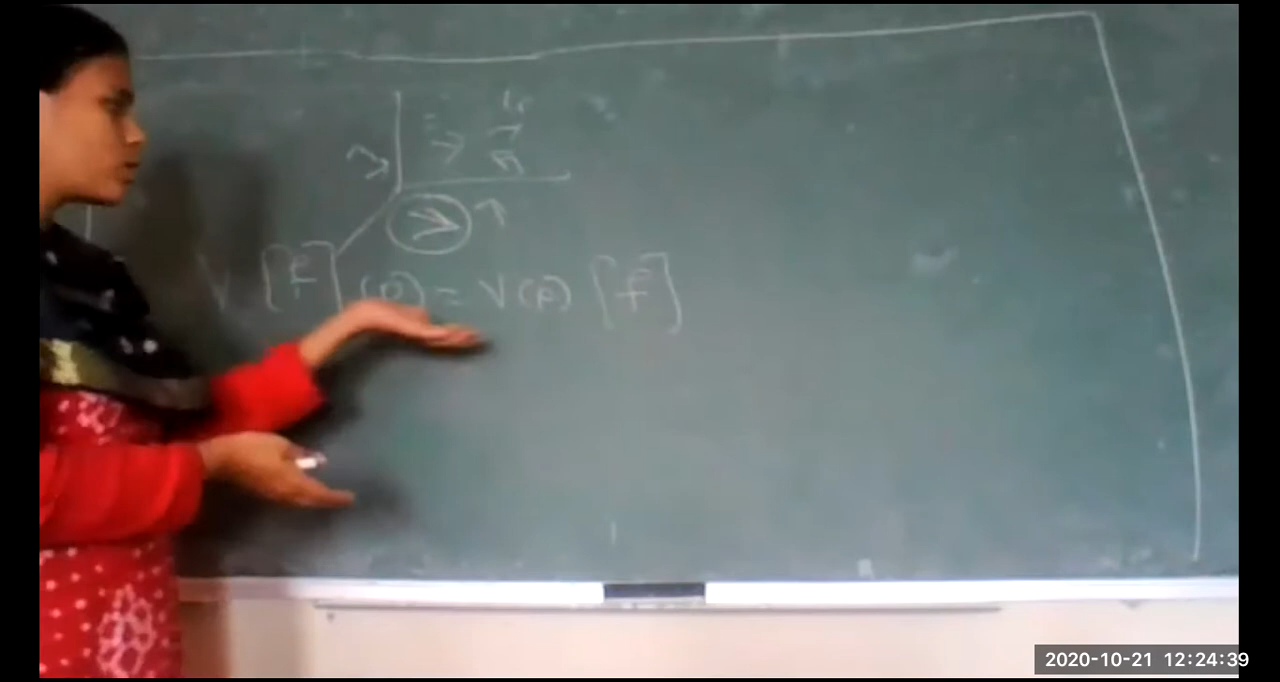 V [f] (p) = V(p) [f]
2020-10-21 12:24:39